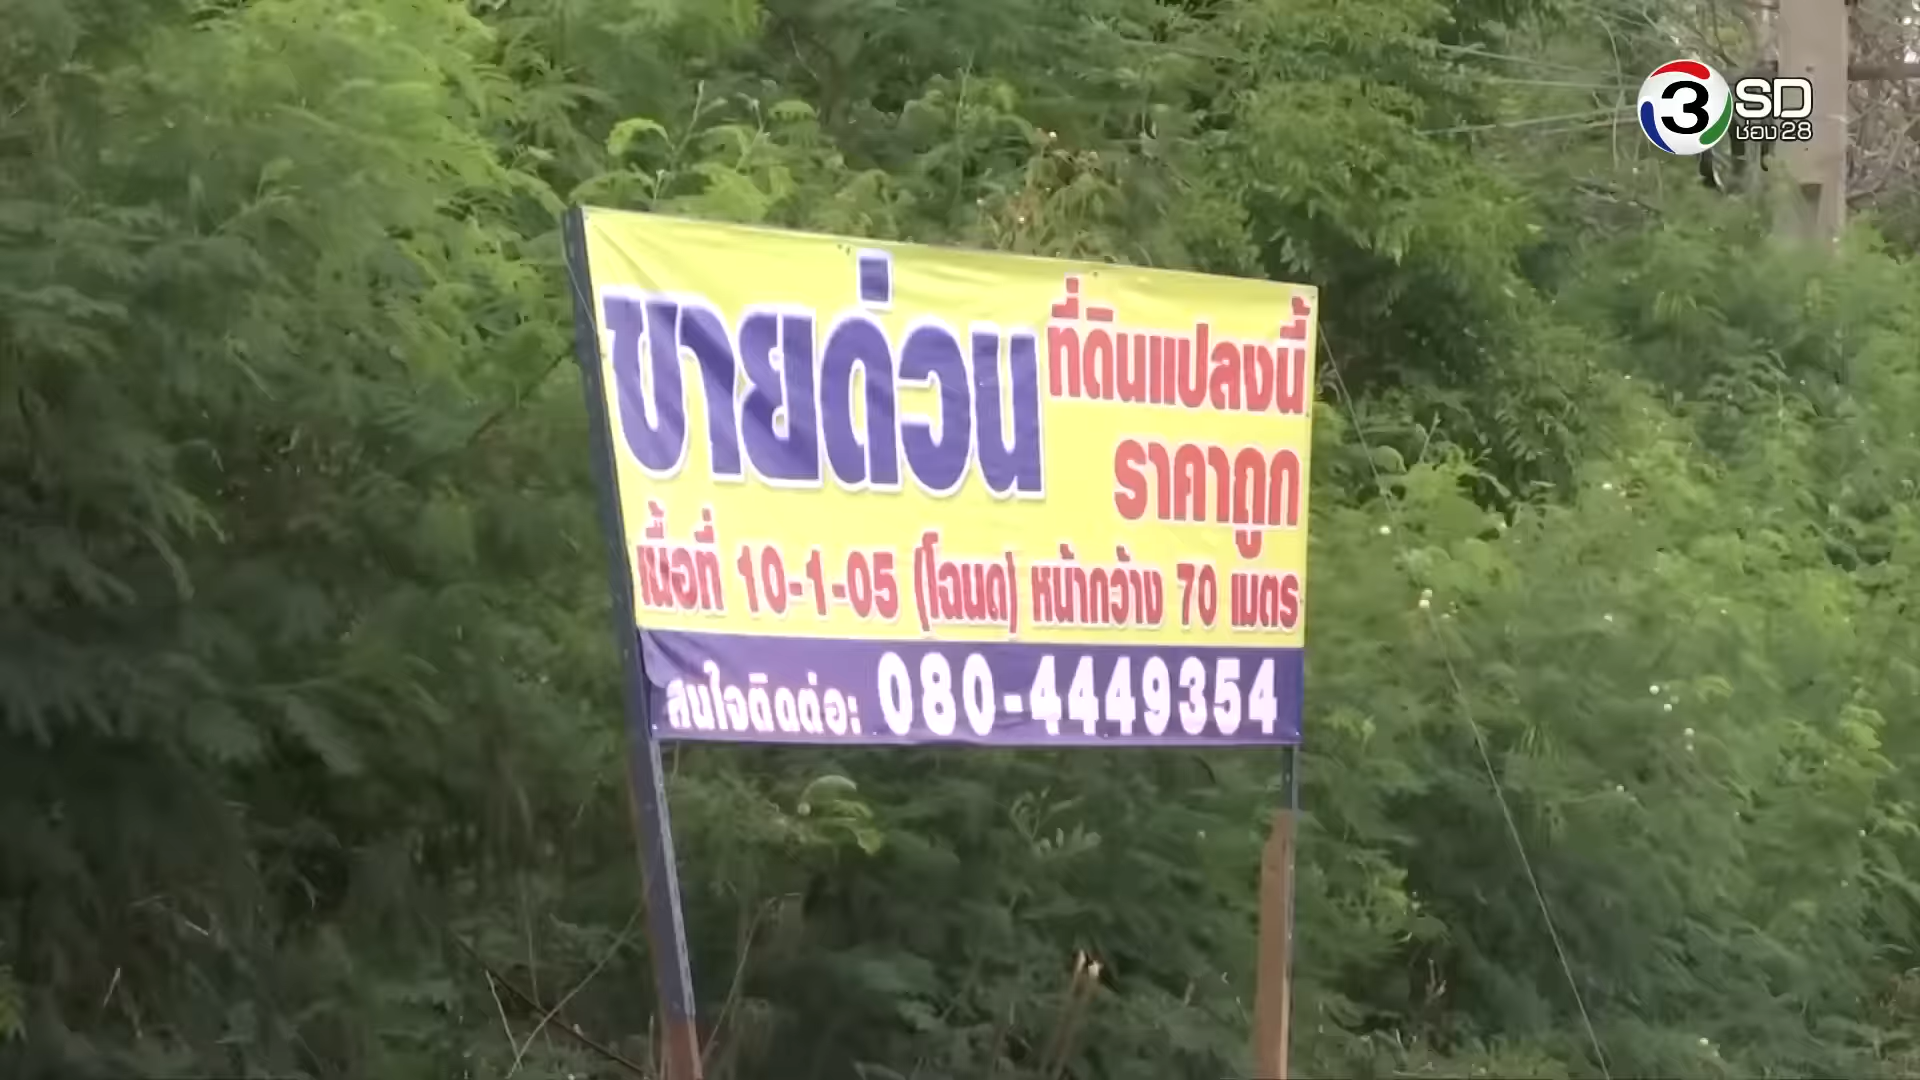 3 SD
ช่อง 28
ขายด่วน ที่ดินแปลงนี้
ราคาถูก
เนื้อที่ 10-1-05 (โฉนด) หน้ากว้าง 70 เมตร
สนใจติดต่อ: 080-4449354